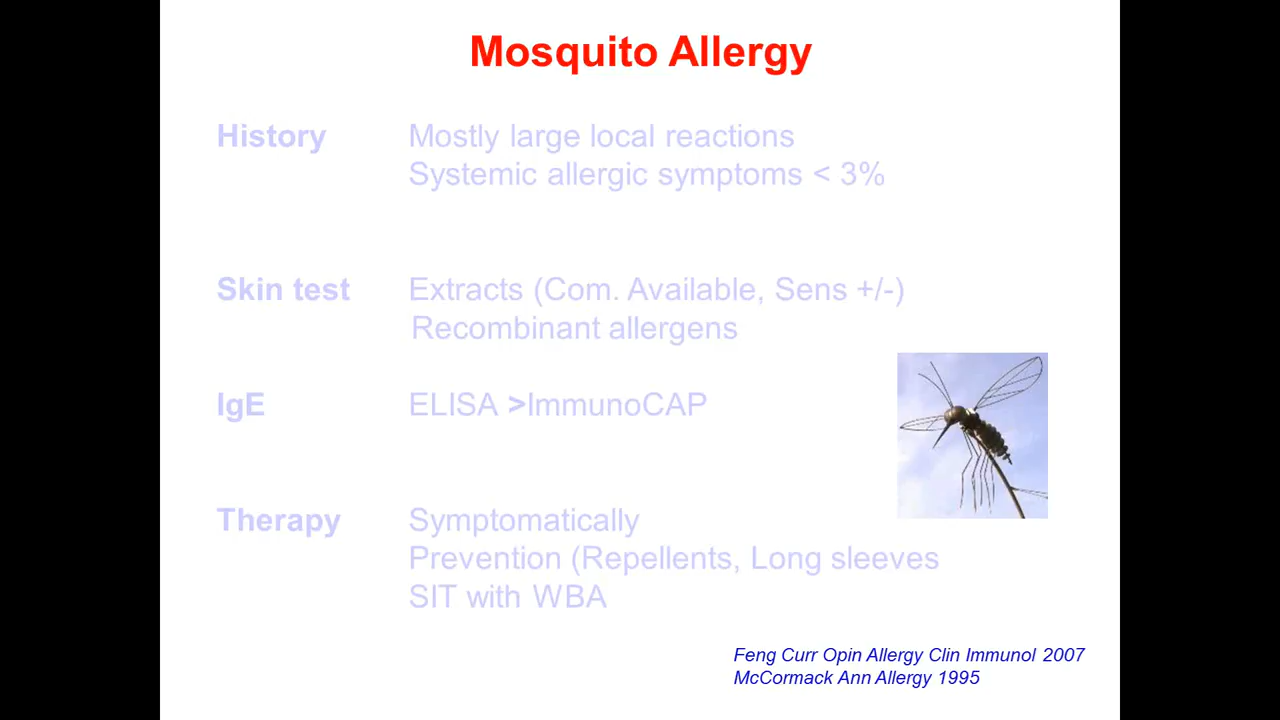 Mosquito Allergy
History Mostly large local reactions
Systemic allergic symptoms < 3%
Skin test Extracts (Com. Available, Sens +/-)
Recombinant allergens
IgE ELISA >ImmunoCAP
Therapy Symptomatically
Prevention (Repellents, Long sleeves
SIT with WBA
Feng Curr Opin Allergy Clin Immunol 2007
McCormack Ann Allergy 1995